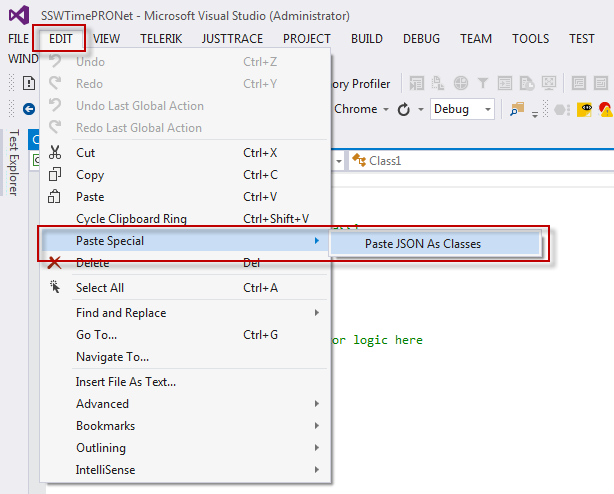 SSWTimePRONet - Microsoft Visual Studio (Administrator)
FILE EDIT VIEW TELERIK JUSTTRACE PROJECT BUILD DEBUG TEAM TOOLS TEST
WIND
Undo Ctrl+Z
Redo Ctrl+Y
ory Profiler
Undo Last Global Action
Chrome Debug
Redo Last Global Action
Test Explorer
Cut Ctrl+X
Class1
Copy Ctrl+C
Paste Ctrl+V
Cycle Clipboard Ring Ctrl+Shift+V
Paste Special
Paste JSON As Classes
Delete Del
Select All Ctrl+A
Find and Replace
Go To... Ctrl+G
or logic here
Navigate To...
Insert File As Text...
Advanced
Bookmarks
Outlining
IntelliSense